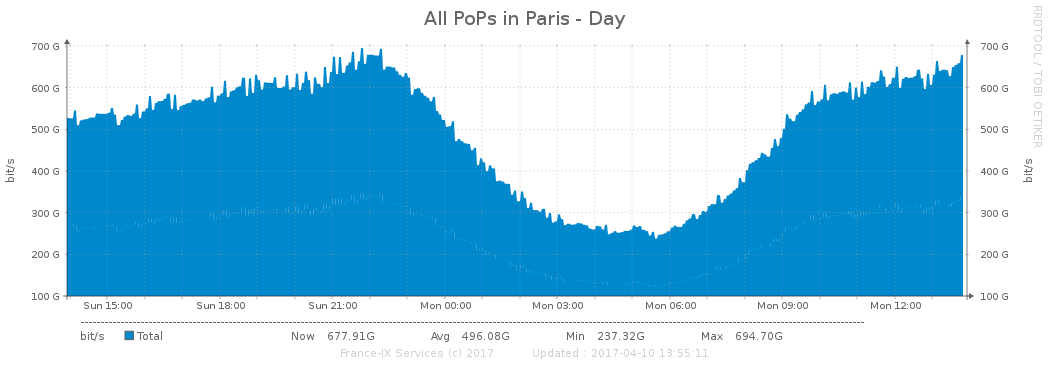 All PoPs in Paris - Day
RRDTOOL / TOBI OETIKER
700 G 700 G
600 G 600 G
500 G 500 G
400 G 400 G
300 G 300 G
200 G 200 G
100 G 100 G
bit/s
bit/s
Sun 15:00 Sun 18:00 Sun 21:00 Mon 00:00 Mon 03:00 Mon 06:00 Mon 09:00 Mon 12:00
bit/s Total Now 677.91G Avg 496.08G Min 237.32G Max 694.70G
France-IX Services (c) 2017 Updated : 2017-04-10 13:55:11